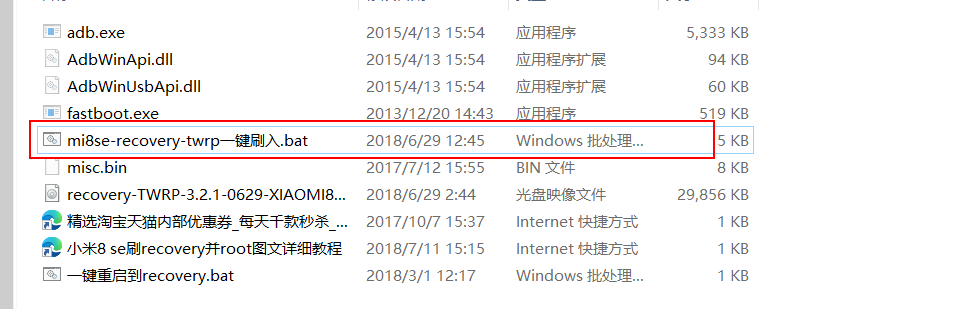 adb.exe 2015/4/13 15:54 应用程序 5,333 KB
AdbWinApi.dll 2015/4/13 15:54 应用程序扩展 94 KB
AdbWinUsbApi.dll 2015/4/13 15:54 应用程序扩展 60 KB
fastboot.exe 2013/12/20 14:43 应用程序 519 KB
mi8se-recovery-twrp一键刷入.bat 2018/6/29 12:45 Windows 批处理... 5 KB
misc.bin 2017/7/12 15:55 BIN 文件 8 KB
recovery-TWRP-3.2.1-0629-XIAOMI8... 2018/6/29 2:44 光盘映像文件 29,856 KB
精选淘宝天猫内部优惠券_每天千款秒杀_... 2017/10/7 15:37 Internet 快捷方式 1 KB
小米8 se刷recovery并root图文详细教程 2018/7/11 15:15 Internet 快捷方式 1 KB
一键重启到recovery.bat 2018/3/1 12:17 Windows 批处理... 1 KB